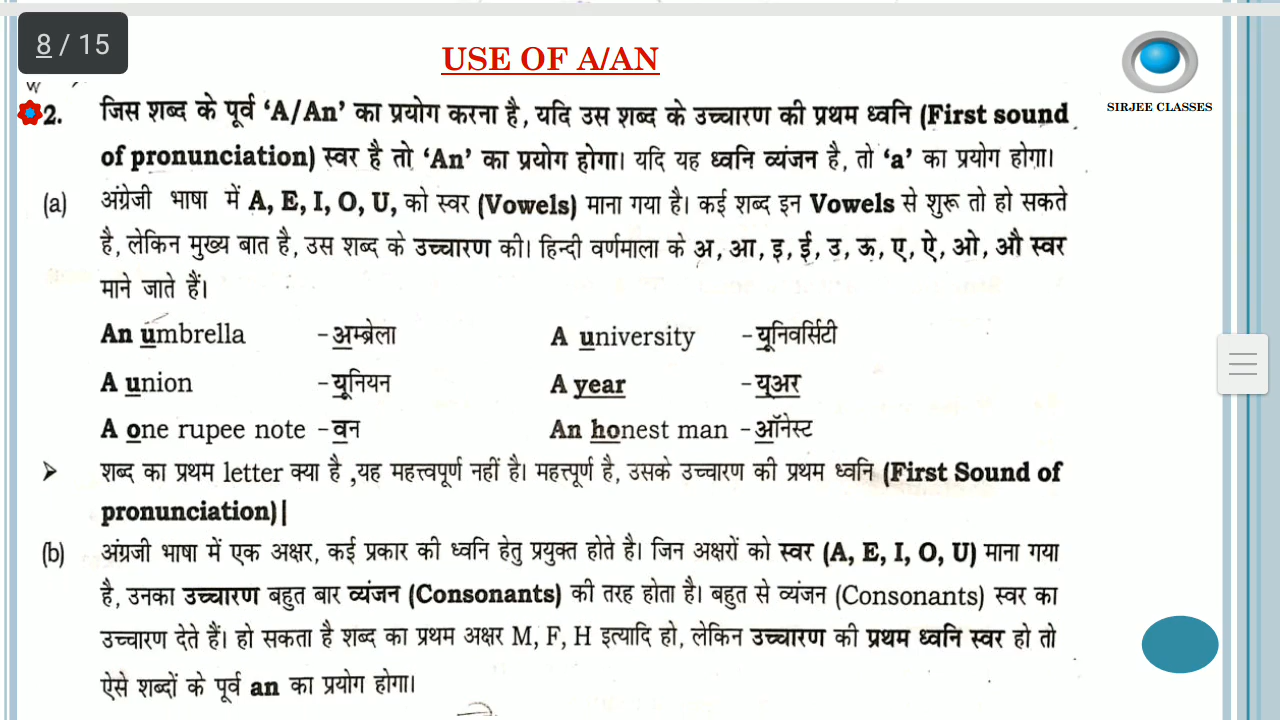 8 / 15
USE OF A/AN
SIRJEE CLASSES
2. जिस शब्द के पूर्व ‘A/An’ का प्रयोग करना है, यदि उस शब्द के उच्चारण की प्रथम ध्वनि (First sound
of pronunciation) स्वर है तो ‘An’ का प्रयोग होगा। यदि यह ध्वनि व्यंजन है, तो ‘a’ का प्रयोग होगा।
(a) अंग्रेजी भाषा में A, E, I, O, U, को स्वर (Vowels) माना गया है। कई शब्द इन Vowels से शुरू तो हो सकते
है, लेकिन मुख्य बात है, उस शब्द के उच्चारण की। हिन्दी वर्णमाला के अ, आ, इ, ई, उ, ऊ, ए, ऐ, ओ, औ स्वर
माने जाते हैं।
An umbrella - अम्ब्रेला A university - यूनिवर्सिटी
A union - यूनियन A year - यूअर
A one rupee note - वन An honest man - ऑनेस्ट
➢ शब्द का प्रथम letter क्या है ,यह महत्त्वपूर्ण नहीं है। महत्त्पूर्ण है, उसके उच्चारण की प्रथम ध्वनि (First Sound of
pronunciation)|
(b) अंग्रजी भाषा में एक अक्षर, कई प्रकार की ध्वनि हेतु प्रयुक्त होते है। जिन अक्षरों को स्वर (A, E, I, O, U) माना गया
है, उनका उच्चारण बहुत बार व्यंजन (Consonants) की तरह होता है। बहुत से व्यंजन (Consonants) स्वर का
उच्चारण देते हैं। हो सकता है शब्द का प्रथम अक्षर M, F, H इत्यादि हो, लेकिन उच्चारण की प्रथम ध्वनि स्वर हो तो
ऐसे शब्दों के पूर्व an का प्रयोग होगा।